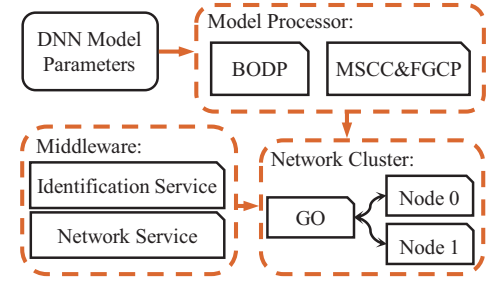 DNN Model
Parameters
Model Processor:
BODP
MSCC&FGCP
Middleware:
Identification Service
Network Service
Network Cluster:
GO
Node 0
Node 1